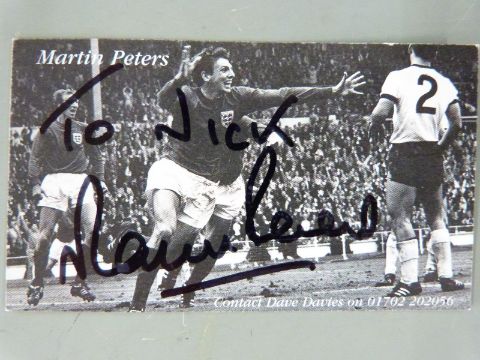 Martin Peters
To Nick
2
Contact Dave Davies on 01702 202056